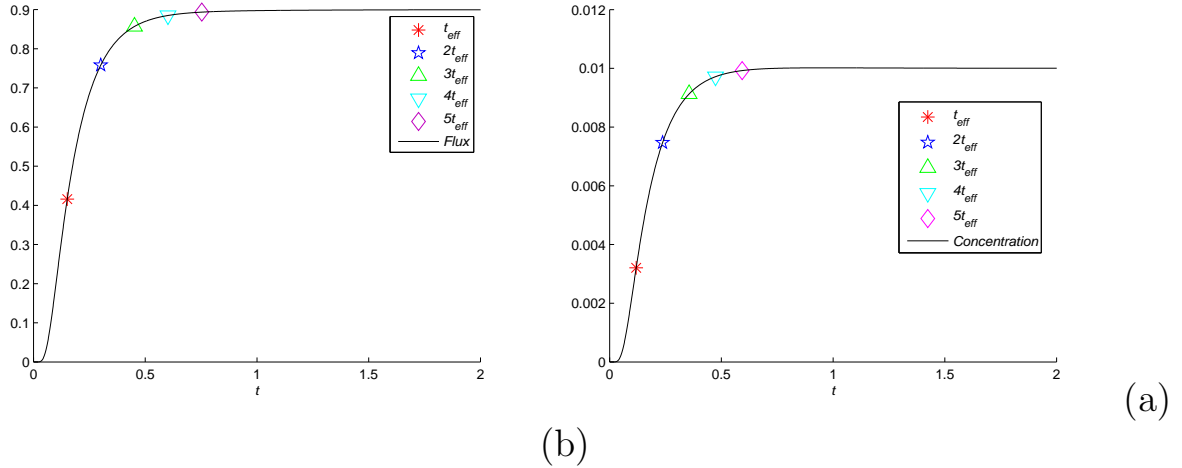 0.9
0.8
0.7
0.6
0.5
0.4
0.3
0.2
0.1
0
0 0.5 1 1.5 2
t
t_eff
2t_eff
3t_eff
4t_eff
5t_eff
Flux
0.012
0.01
0.008
0.006
0.004
0.002
0
0 0.5 1 1.5 2
t
t_eff
2t_eff
3t_eff
4t_eff
5t_eff
Concentration
(a)
(b)